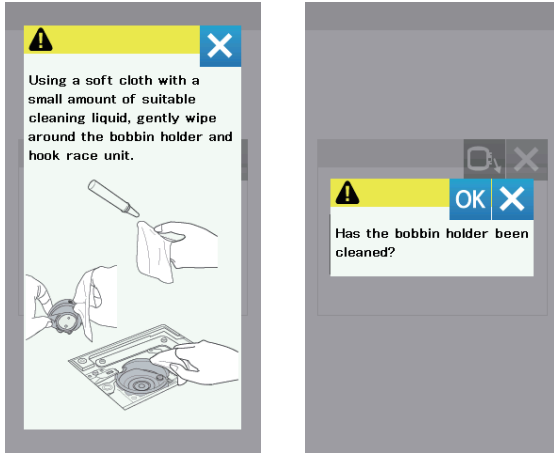 Using a soft cloth with a
small amount of suitable
cleaning liquid, gently wipe
around the bobbin holder and
hook race unit.
OK
Has the bobbin holder been
cleaned?